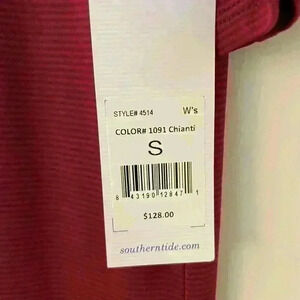 STYLE# 4514 W's
COLOR# 1091 Chianti
S
8 43190 12847 1
$128.00
southerntide.com